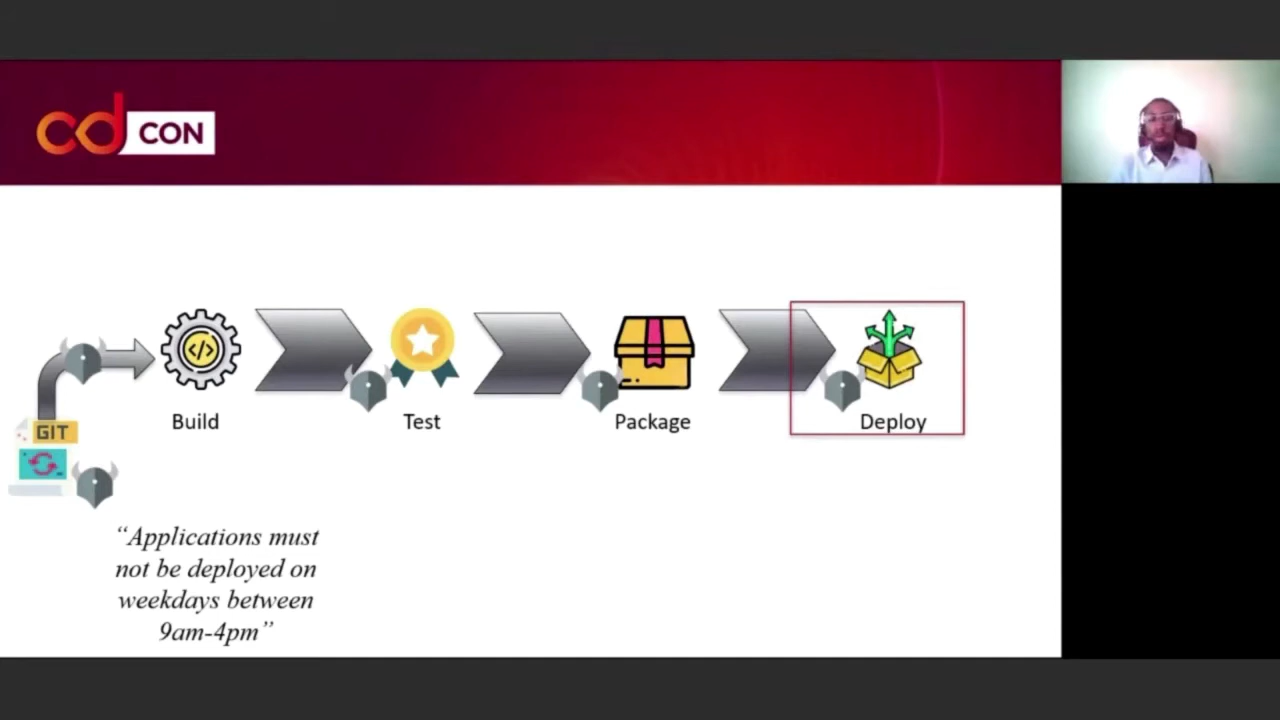 cd CON
GIT
Build
Test
Package
Deploy
“Applications must
not be deployed on
weekdays between
9am-4pm”